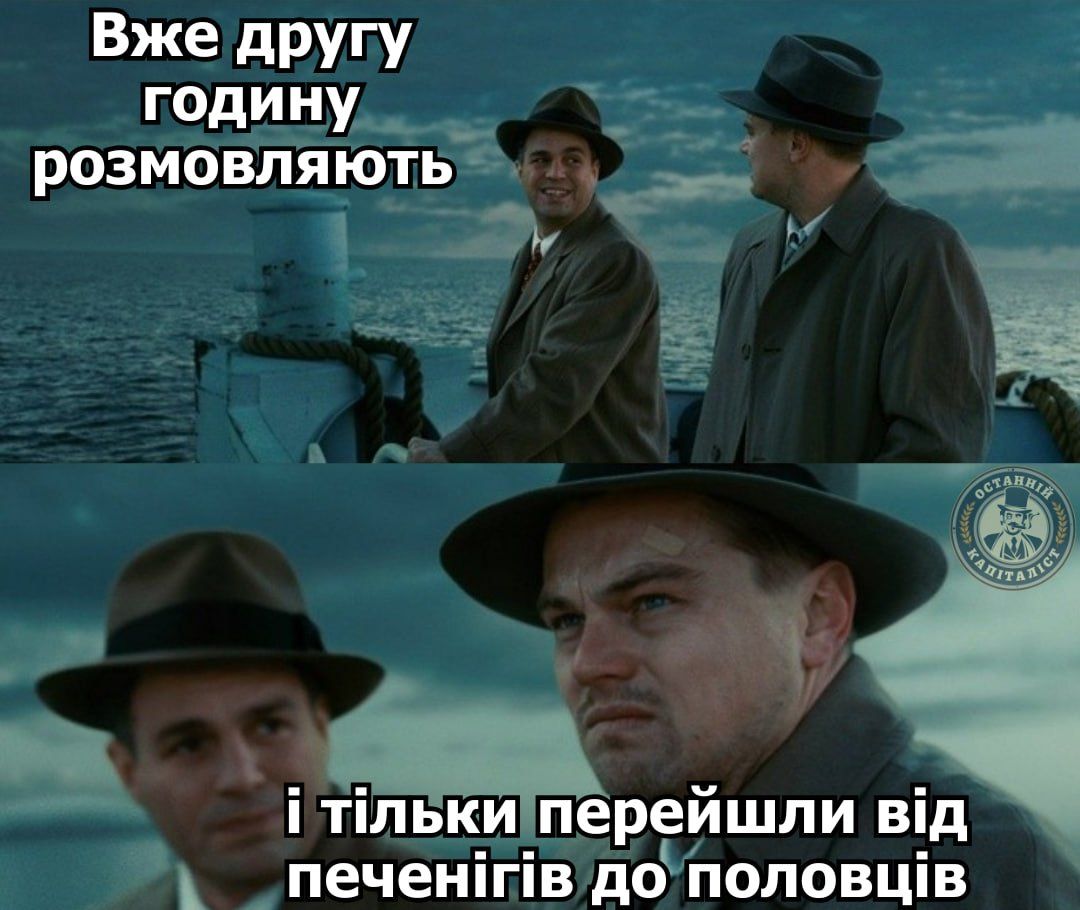 Вже другу
годину
розмовляють
ОСТАННІЙ
КАПІТАЛІСТ
і тільки перейшли від
печенігів до половців